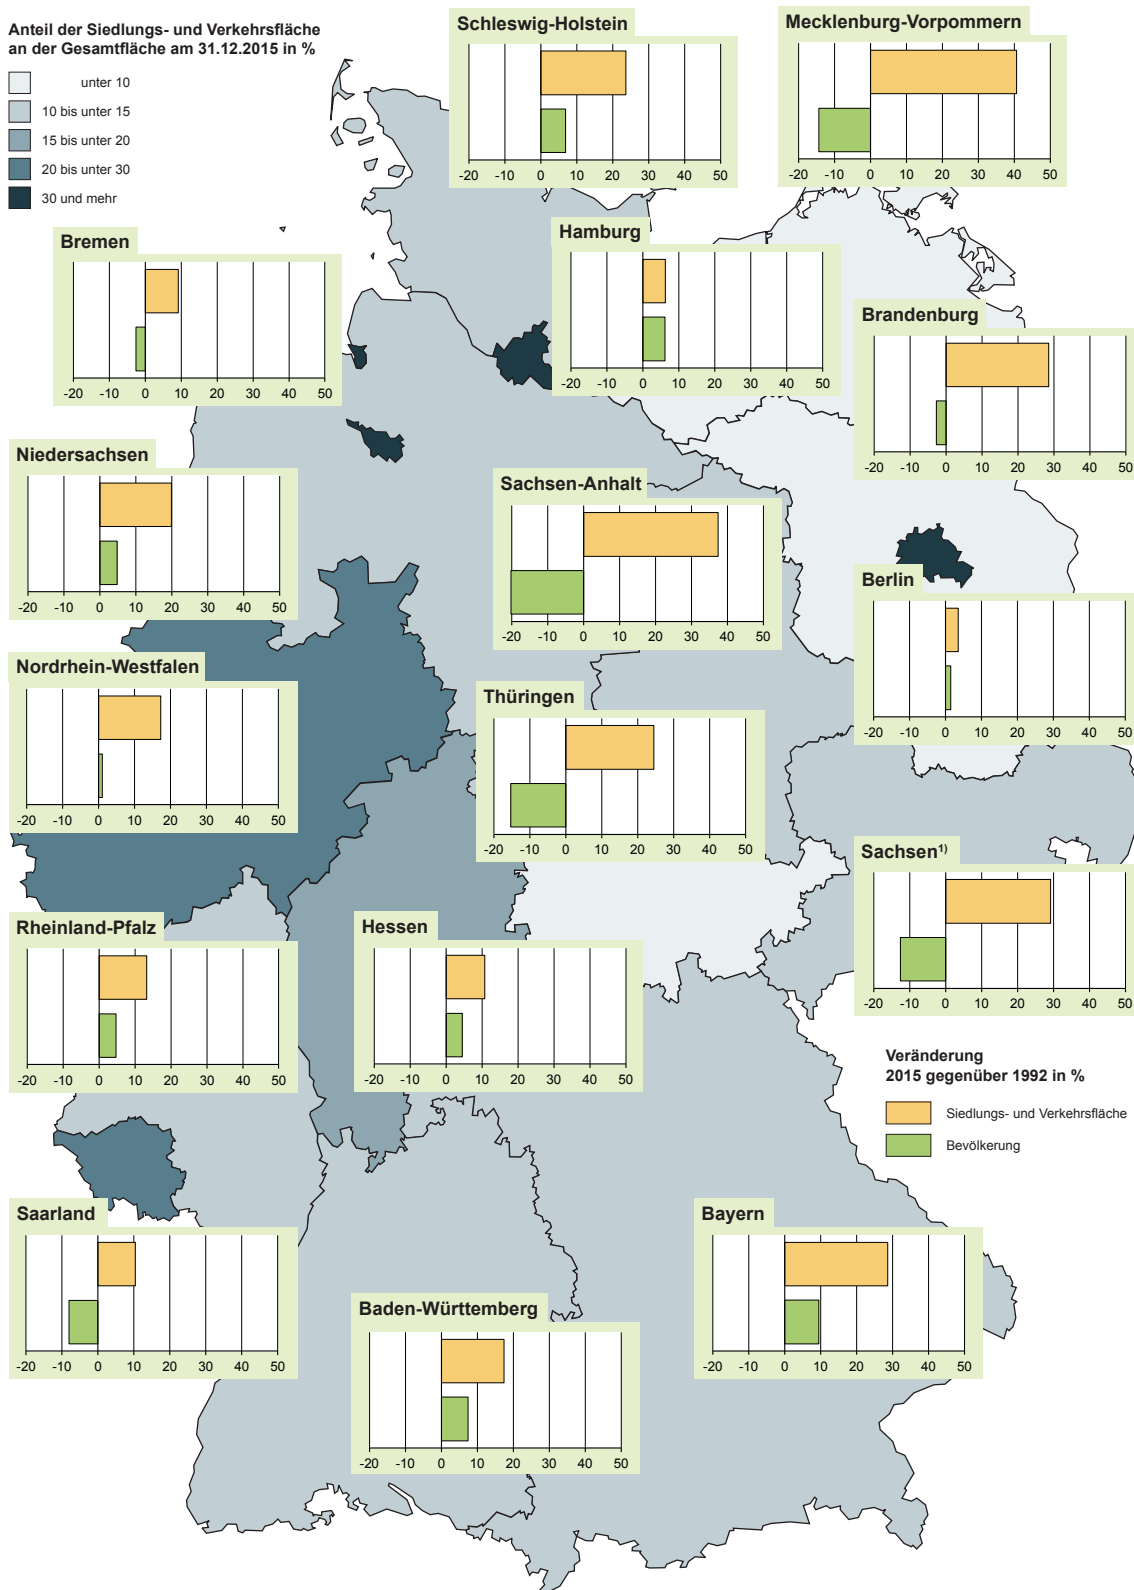 Anteil der Siedlungs- und Verkehrsfläche
an der Gesamtfläche am 31.12.2015 in %
unter 10
10 bis unter 15
15 bis unter 20
20 bis unter 30
30 und mehr
Schleswig-Holstein
-20 -10 0 10 20 30 40 50
Mecklenburg-Vorpommern
-20 -10 0 10 20 30 40 50
Bremen
-20 -10 0 10 20 30 40 50
Hamburg
-20 -10 0 10 20 30 40 50
Brandenburg
-20 -10 0 10 20 30 40 50
Niedersachsen
-20 -10 0 10 20 30 40 50
Sachsen-Anhalt
-20 -10 0 10 20 30 40 50
Berlin
-20 -10 0 10 20 30 40 50
Nordrhein-Westfalen
-20 -10 0 10 20 30 40 50
Thüringen
-20 -10 0 10 20 30 40 50
Sachsen¹⁾
-20 -10 0 10 20 30 40 50
Rheinland-Pfalz
-20 -10 0 10 20 30 40 50
Hessen
-20 -10 0 10 20 30 40 50
Veränderung
2015 gegenüber 1992 in %
Siedlungs- und Verkehrsfläche
Bevölkerung
Saarland
-20 -10 0 10 20 30 40 50
Bayern
-20 -10 0 10 20 30 40 50
Baden-Württemberg
-20 -10 0 10 20 30 40 50